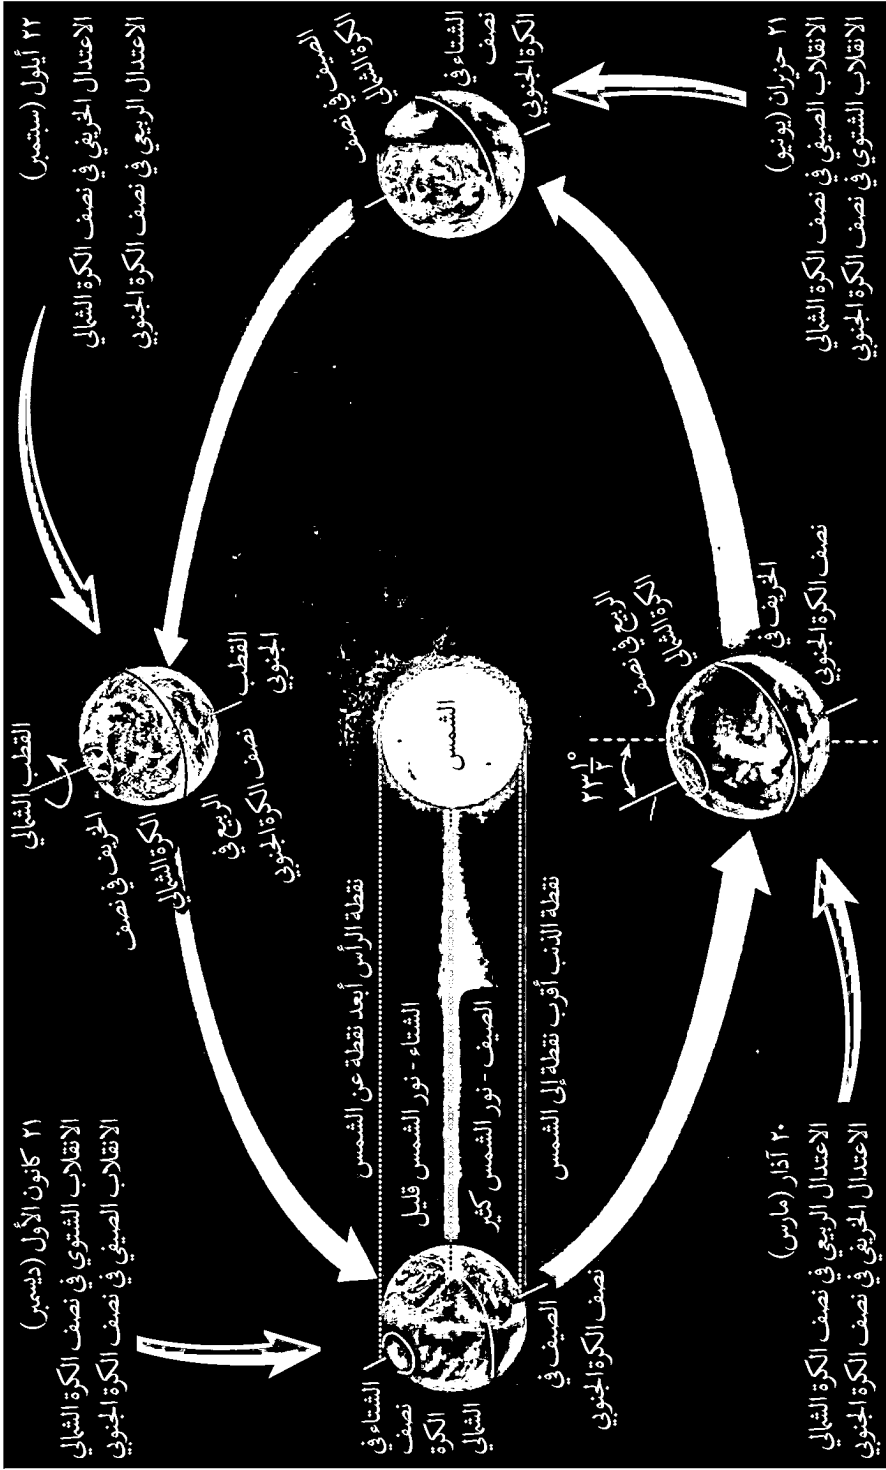 ٢٢ أيلول (سبتمبر)
الاعتدال الخريفي في نصف الكرة الشمالي
الاعتدال الربيعي في نصف الكرة الجنوبي
الصيف في نصف
الكرة الشمالي
الشتاء في
نصف
الكرة الجنوبي
٢١ حزيران (يونيو)
الانقلاب الصيفي في نصف الكرة الشمالي
الانقلاب الشتوي في نصف الكرة الجنوبي
القطب الشمالي
القطب
الجنوبي
الخريف في نصف
الكرة الشمالي
الربيع في
نصف الكرة الجنوبي
الشمس
الربيع في نصف
الكرة الشمالي
الخريف في
نصف الكرة الجنوبي
٢٣ ١/٢°
نقطة الرأس أبعد نقطة عن الشمس
الشتاء - نور الشمس قليل
الصيف - نور الشمس كثير
نقطة الذنب أقرب نقطة إلى الشمس
٢١ كانون الأول (ديسمبر)
الانقلاب الشتوي في نصف الكرة الشمالي
الانقلاب الصيفي في نصف الكرة الجنوبي
الشتاء في
نصف
الكرة
الشمالي
الصيف في
نصف الكرة الجنوبي
٢٠ آذار (مارس)
الاعتدال الربيعي في نصف الكرة الشمالي
الاعتدال الخريفي في نصف الكرة الجنوبي